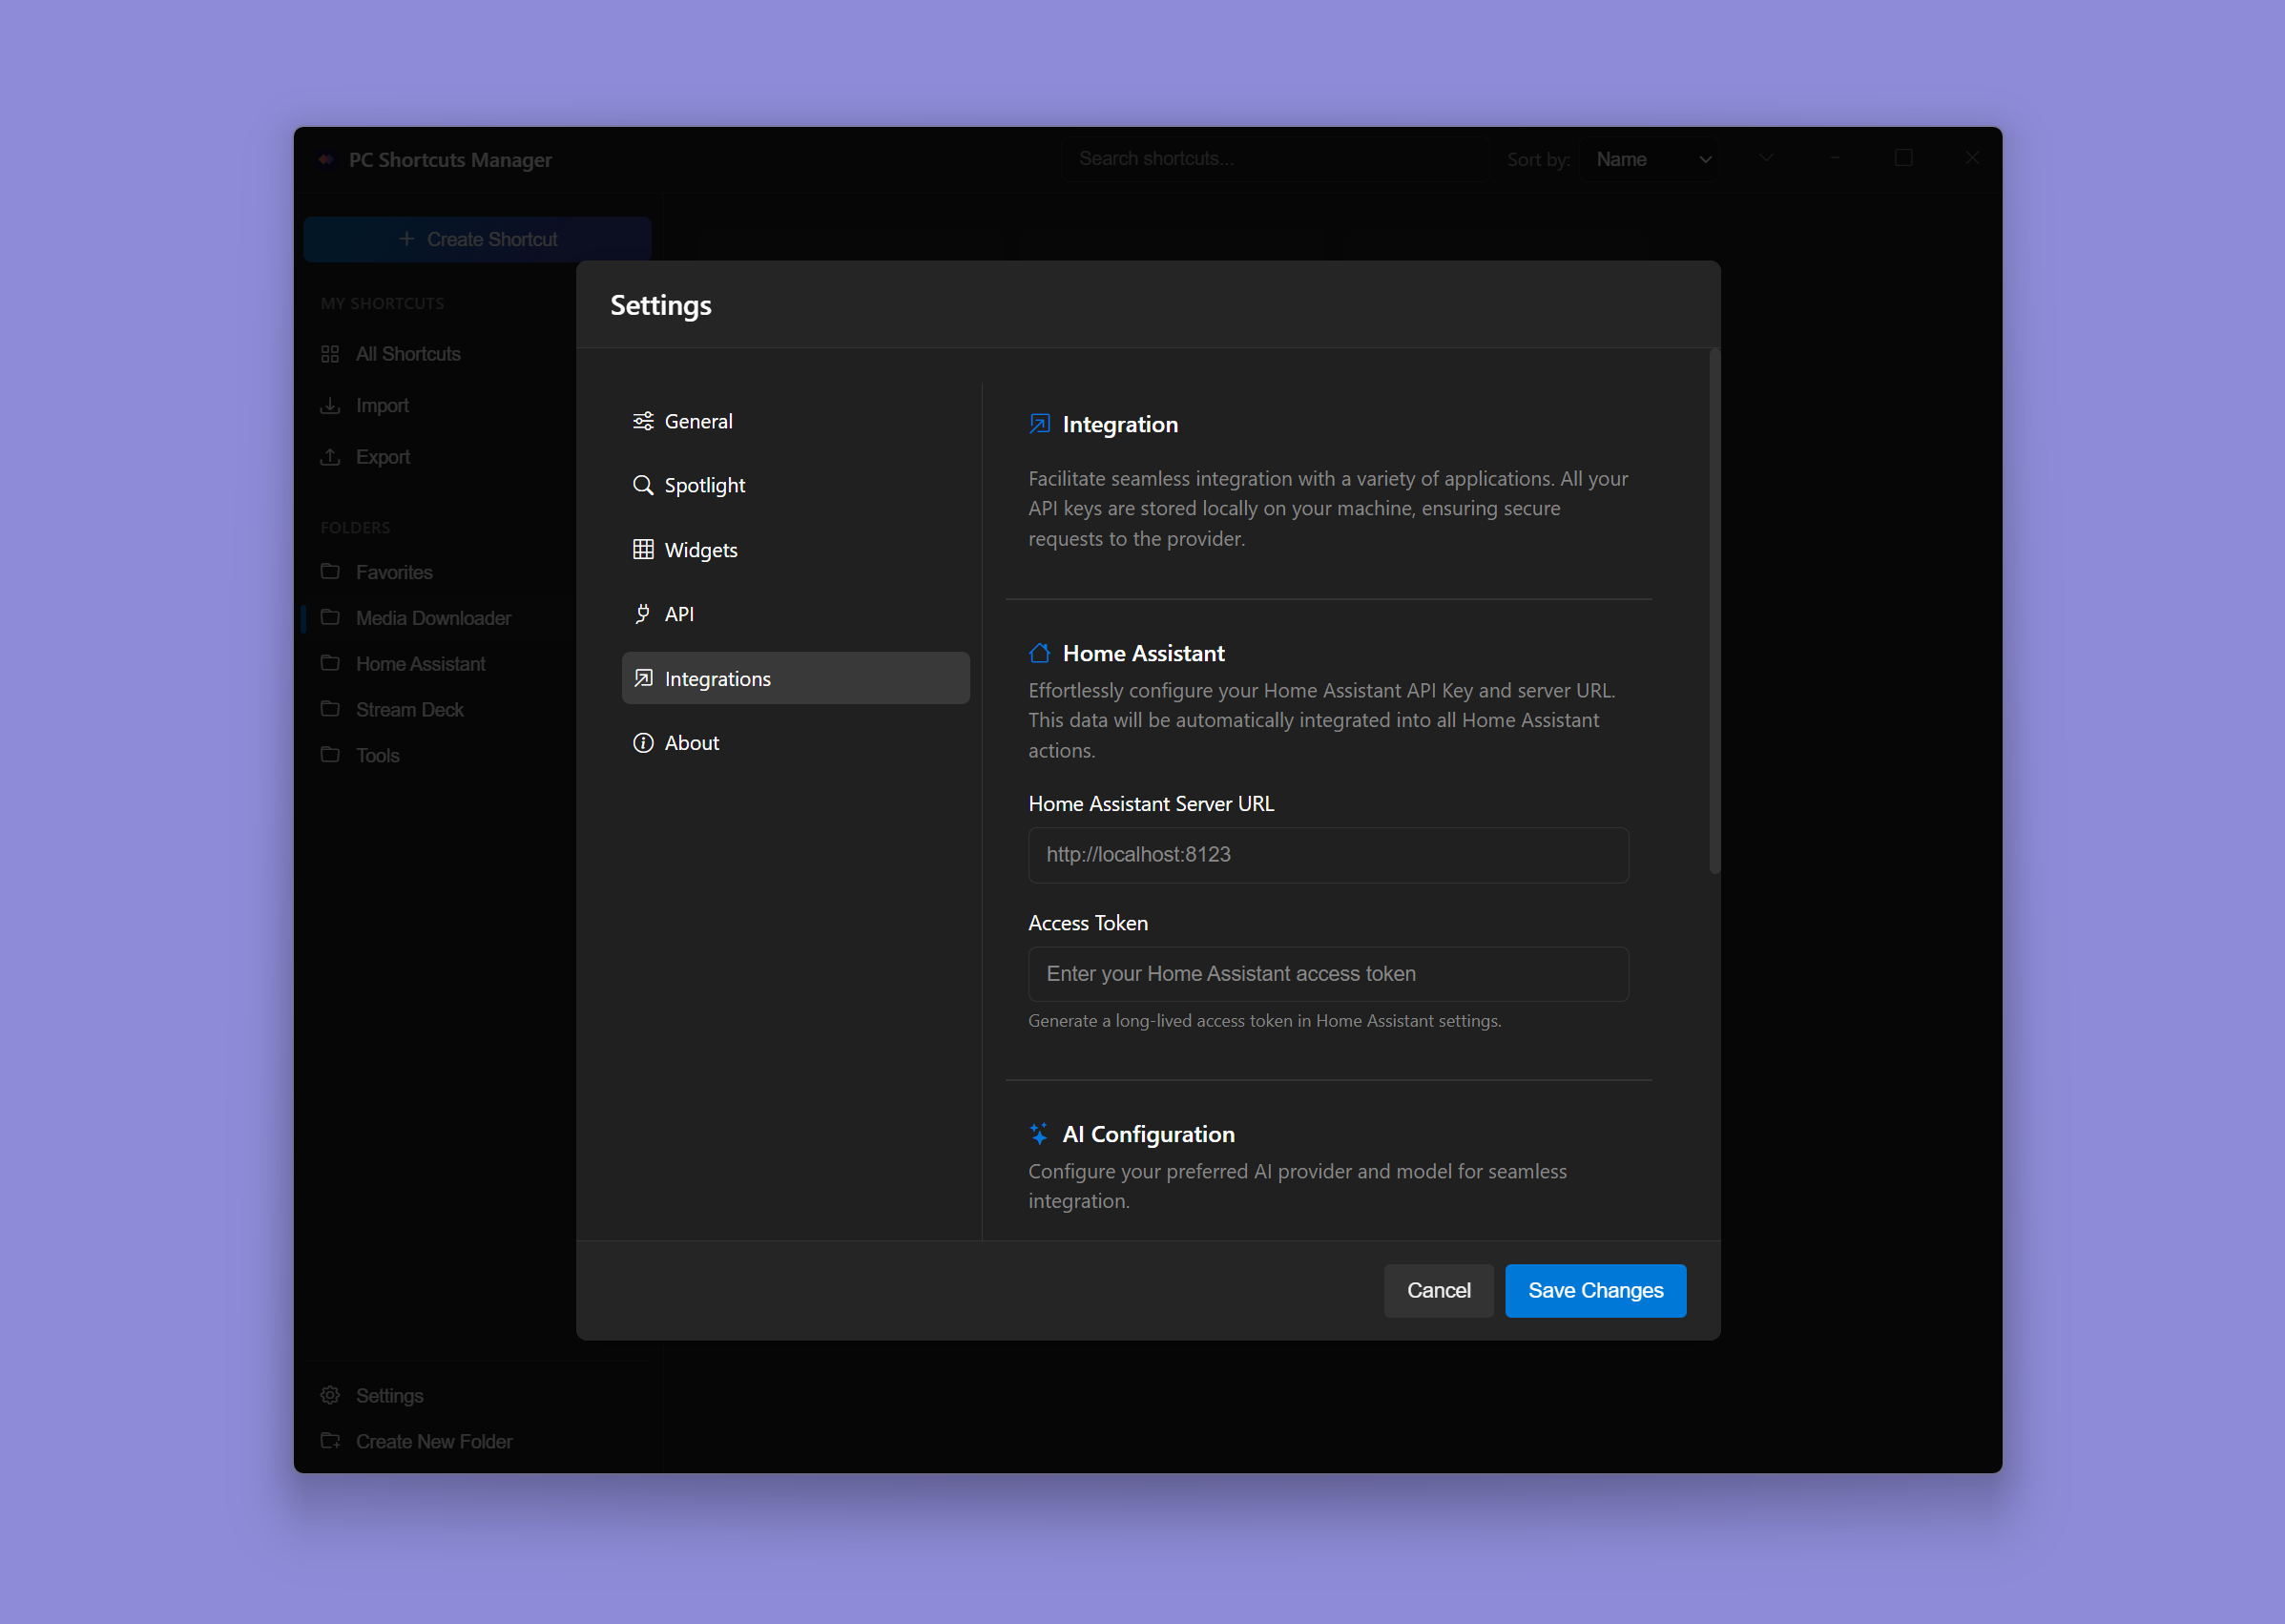 PC Shortcuts Manager
Search shortcuts...
Sort by:
Name
Create Shortcut
MY SHORTCUTS
All Shortcuts
Import
Export
FOLDERS
Favorites
Media Downloader
Home Assistant
Stream Deck
Tools
Settings
Create New Folder
Settings
General
Spotlight
Widgets
API
Integrations
About
Integration
Facilitate seamless integration with a variety of applications. All your
API keys are stored locally on your machine, ensuring secure
requests to the provider.
Home Assistant
Effortlessly configure your Home Assistant API Key and server URL.
This data will be automatically integrated into all Home Assistant
actions.
Home Assistant Server URL
http://localhost:8123
Access Token
Enter your Home Assistant access token
Generate a long-lived access token in Home Assistant settings.
AI Configuration
Configure your preferred AI provider and model for seamless
integration.
Cancel
Save Changes